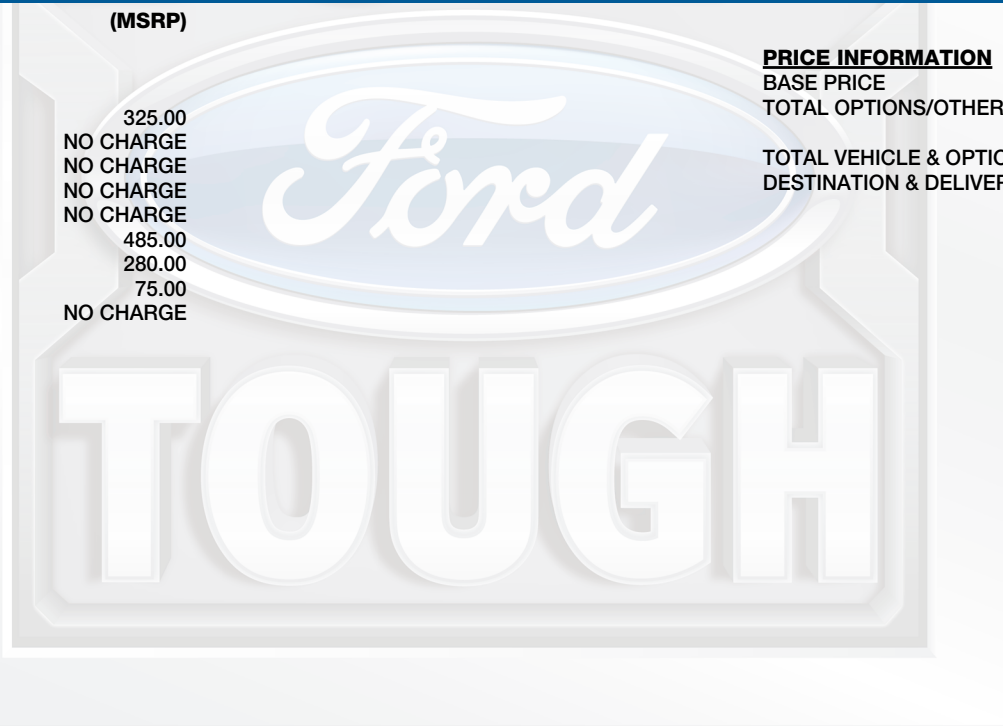 (MSRP)
325.00
NO CHARGE
NO CHARGE
NO CHARGE
NO CHARGE
485.00
280.00
75.00
NO CHARGE
PRICE INFORMATION
BASE PRICE
TOTAL OPTIONS/OTHER
TOTAL VEHICLE & OPTIO
DESTINATION & DELIVER
Ford
TOUGH